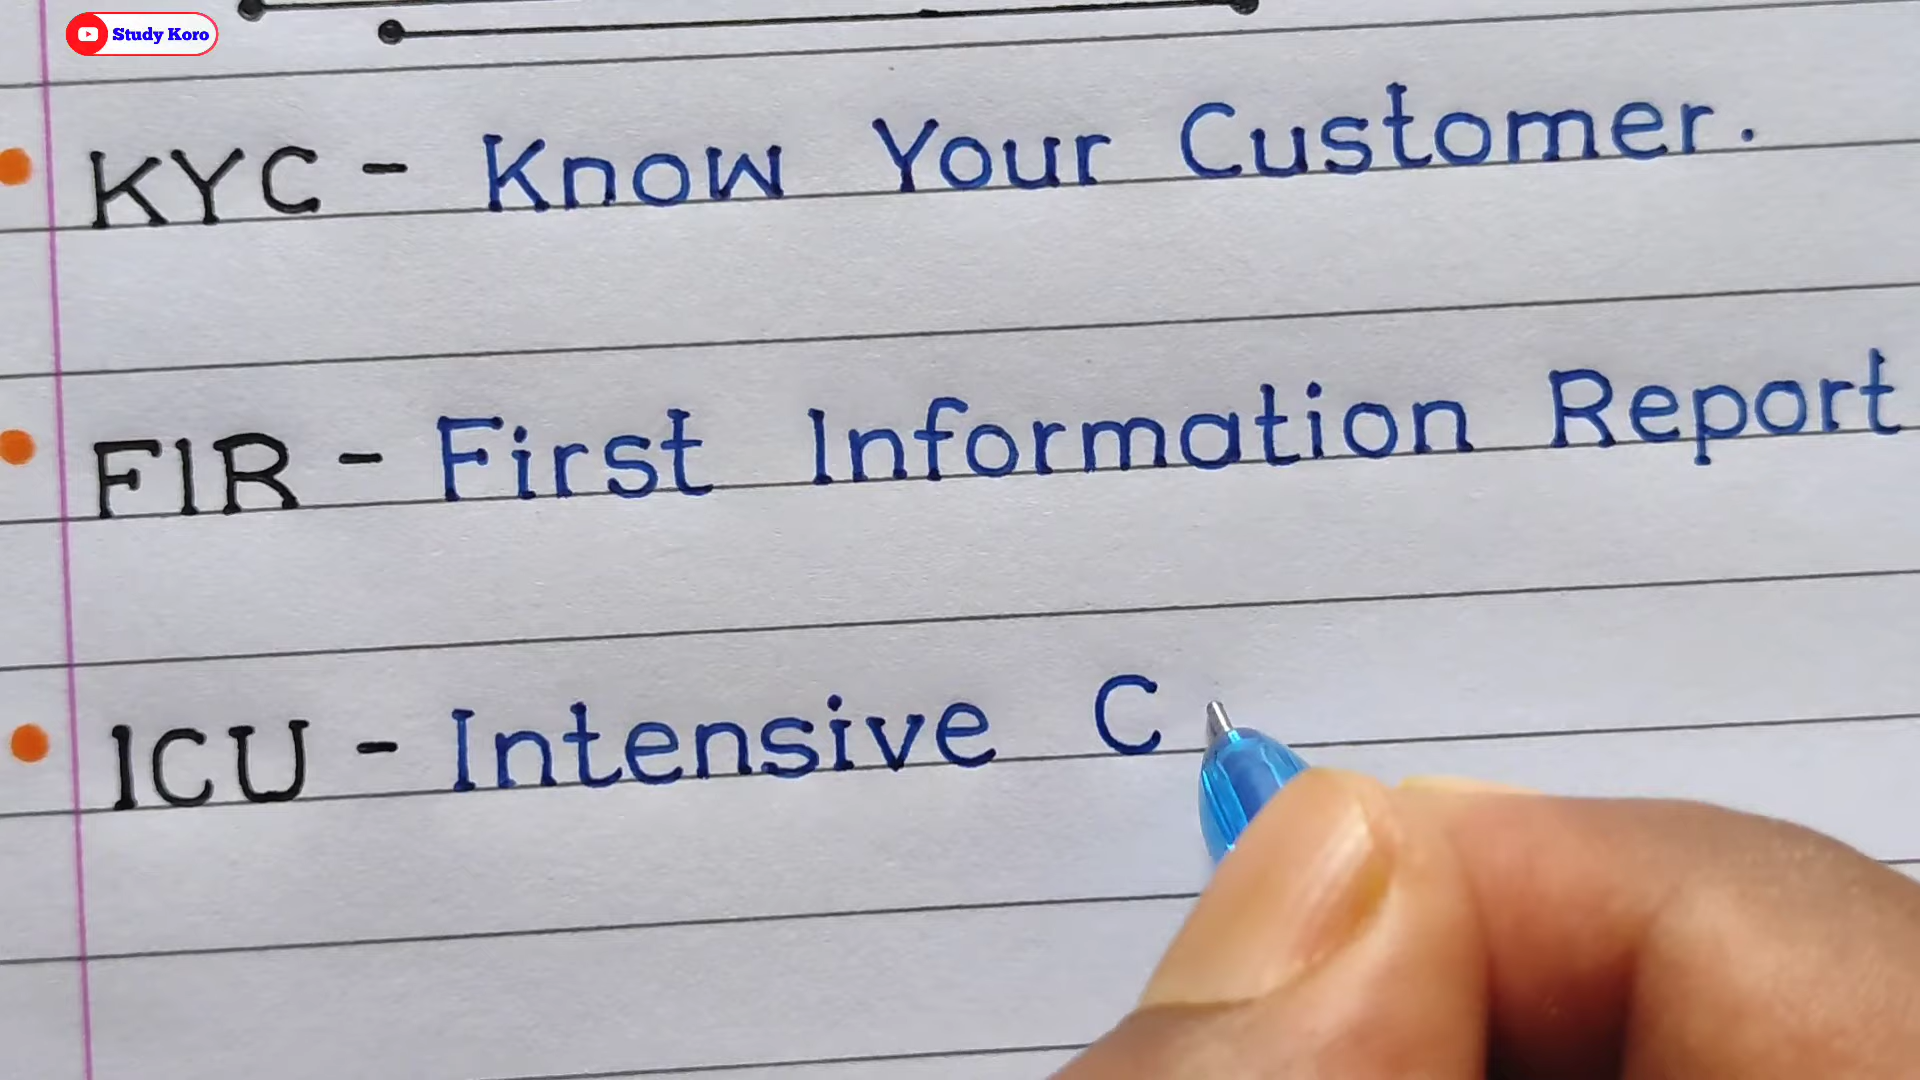 Study Koro
KYC - Know Your Customer.
FIR - First Information Report
ICU - Intensive C